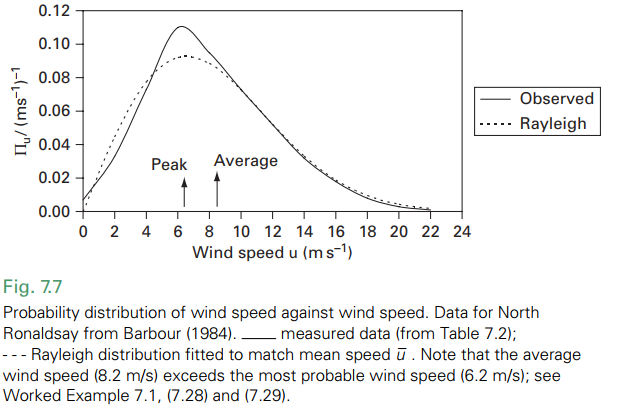 0.12
0.10
0.08
0.06
0.04
0.02
0.00
Πu/ (ms–1)–1
Peak
Average
0 2 4 6 8 10 12 14 16 18 20 22 24
Wind speed u (m s–1)
Observed
Rayleigh
Fig. 7.7
Probability distribution of wind speed against wind speed. Data for North
Ronaldsay from Barbour (1984). ____ measured data (from Table 7.2);
- - - Rayleigh distribution fitted to match mean speed u̅ . Note that the average
wind speed (8.2 m/s) exceeds the most probable wind speed (6.2 m/s); see
Worked Example 7.1, (7.28) and (7.29).